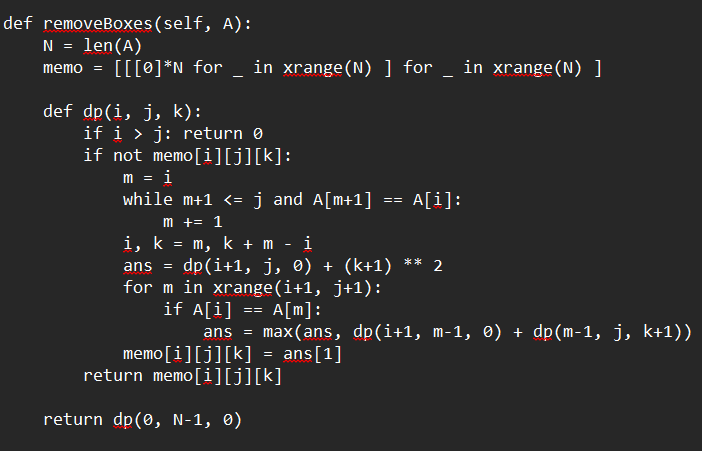 def removeBoxes(self, A):
    N = len(A)
    memo = [[[0]*N for _ in xrange(N) ] for _ in xrange(N) ]

    def dp(i, j, k):
        if i > j: return 0
        if not memo[i][j][k]:
            m = i
            while m+1 <= j and A[m+1] == A[i]:
                m += 1
            i, k = m, k + m - i
            ans = dp(i+1, j, 0) + (k+1) ** 2
            for m in xrange(i+1, j+1):
                if A[i] == A[m]:
                    ans = max(ans, dp(i+1, m-1, 0) + dp(m-1, j, k+1))
            memo[i][j][k] = ans[1]
        return memo[i][j][k]

    return dp(0, N-1, 0)